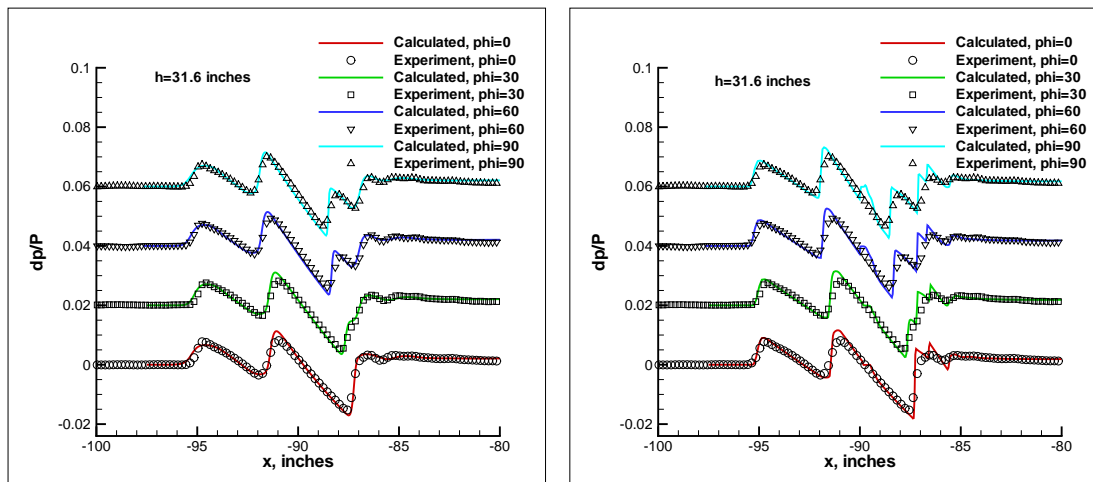 Calculated, phi=0
Experiment, phi=0
Calculated, phi=30
Experiment, phi=30
Calculated, phi=60
Experiment, phi=60
Calculated, phi=90
Experiment, phi=90
h=31.6 inches
dp/P
0.1
0.08
0.06
0.04
0.02
0
-0.02
-100 -95 -90 -85 -80
x, inches
Calculated, phi=0
Experiment, phi=0
Calculated, phi=30
Experiment, phi=30
Calculated, phi=60
Experiment, phi=60
Calculated, phi=90
Experiment, phi=90
h=31.6 inches
dp/P
0.1
0.08
0.06
0.04
0.02
0
-0.02
-100 -95 -90 -85 -80
x, inches